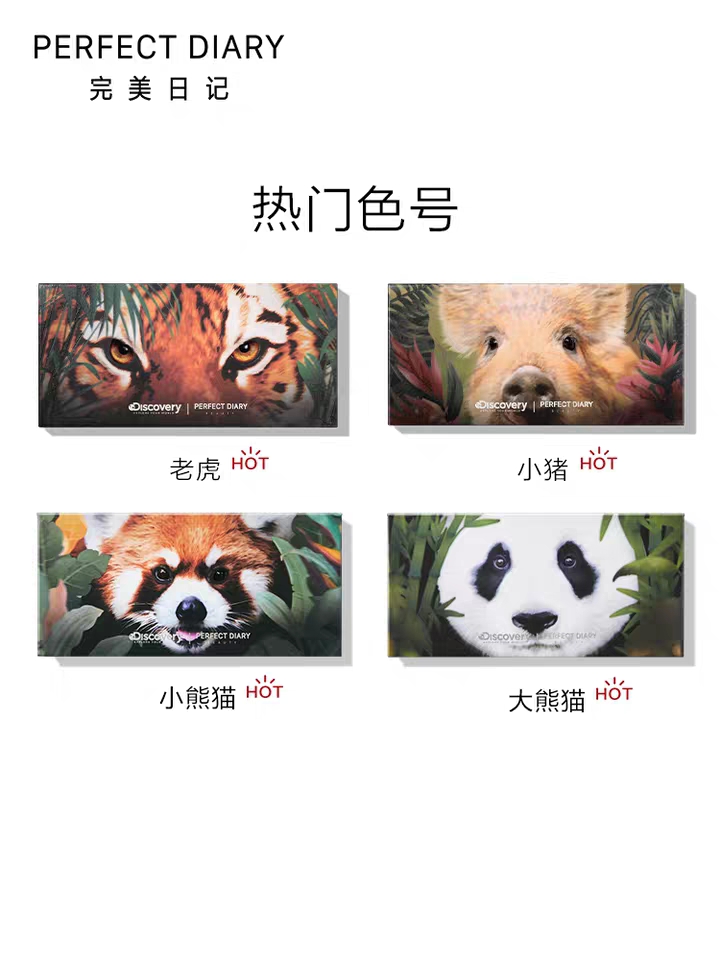 PERFECT DIARY
完美日记
热门色号
Discovery | PERFECT DIARY
老虎 HOT
Discovery | PERFECT DIARY
小猪 HOT
Discovery | PERFECT DIARY
小熊猫 HOT
Discovery | PERFECT DIARY
大熊猫 HOT